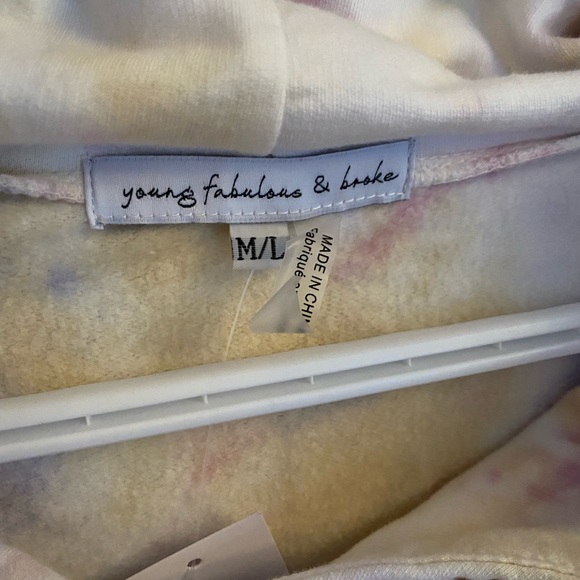 young fabulous & broke
M/L
MADE IN CHI
Fabriqué